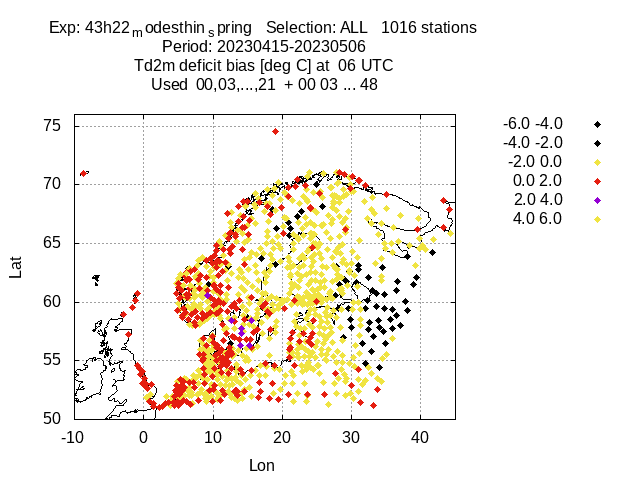 Exp: 43h22modesthinspring Selection: ALL 1016 stations
Period: 20230415-20230506
Td2m deficit bias [deg C] at 06 UTC
Used 00,03,...,21 + 00 03 ... 48
-6.0 -4.0
-4.0 -2.0
-2.0 0.0
0.0 2.0
2.0 4.0
4.0 6.0
75
70
65
60
55
50
Lat
-10 0 10 20 30 40
Lon